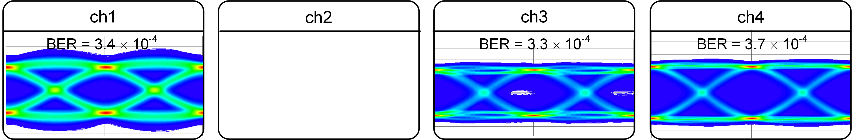 ch1
BER = 3.4 × 10⁻⁴
ch2
ch3
BER = 3.3 × 10⁻⁴
ch4
BER = 3.7 × 10⁻⁴